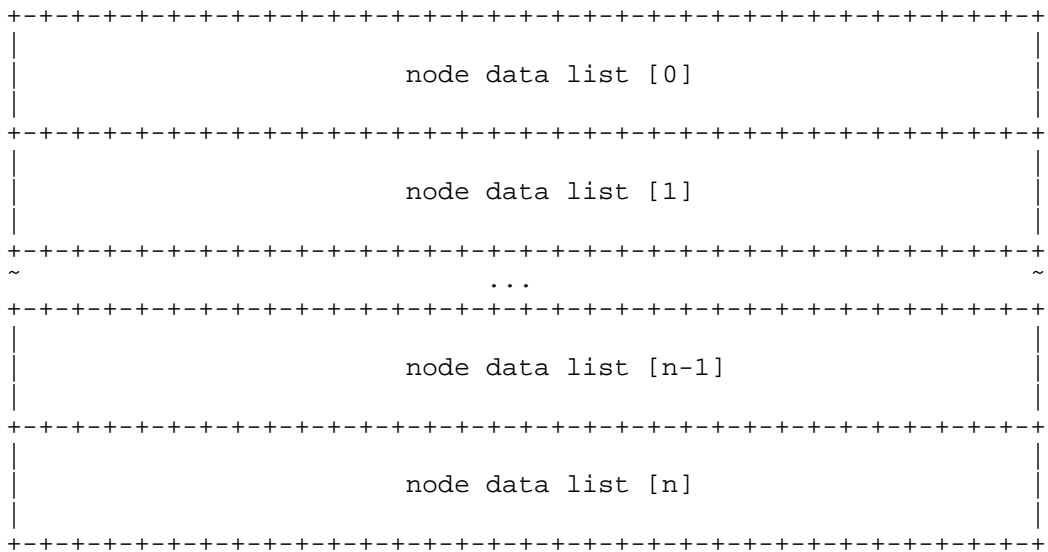 node data list [0]
node data list [1]
...
node data list [n-1]
node data list [n]